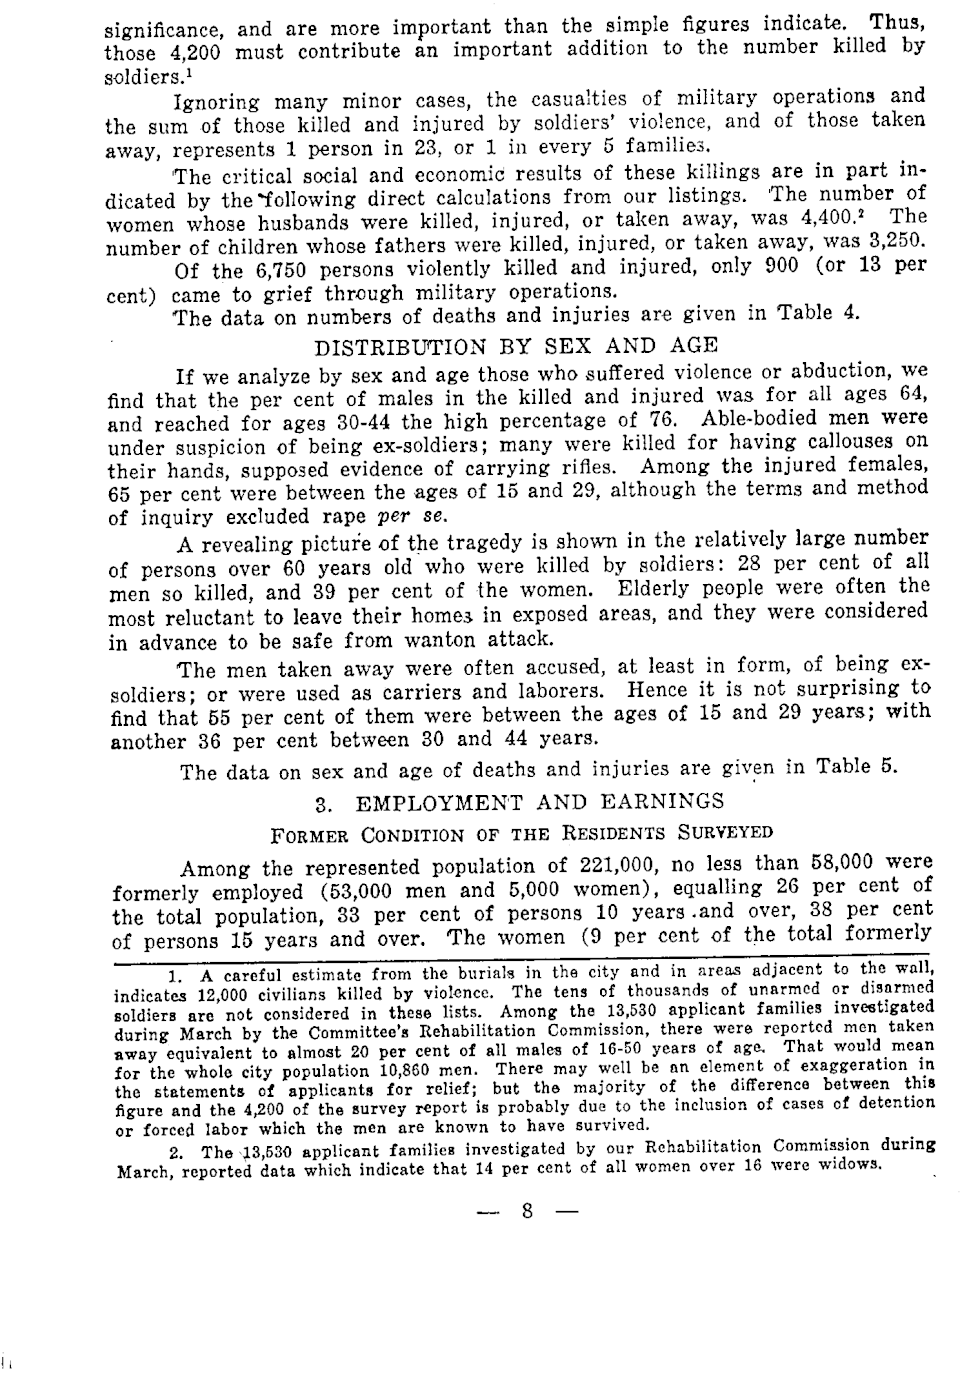 significance, and are more important than the simple figures indicate. Thus,
those 4,200 must contribute an important addition to the number killed by
soldiers.¹
Ignoring many minor cases, the casualties of military operations and
the sum of those killed and injured by soldiers' violence, and of those taken
away, represents 1 person in 23, or 1 in every 5 families.
The critical social and economic results of these killings are in part in-
dicated by the following direct calculations from our listings. The number of
women whose husbands were killed, injured, or taken away, was 4,400.² The
number of children whose fathers were killed, injured, or taken away, was 3,250.
Of the 6,750 persons violently killed and injured, only 900 (or 13 per
cent) came to grief through military operations.
The data on numbers of deaths and injuries are given in Table 4.
DISTRIBUTION BY SEX AND AGE
If we analyze by sex and age those who suffered violence or abduction, we
find that the per cent of males in the killed and injured was for all ages 64,
and reached for ages 30-44 the high percentage of 76. Able-bodied men were
under suspicion of being ex-soldiers; many were killed for having callouses on
their hands, supposed evidence of carrying rifles. Among the injured females,
65 per cent were between the ages of 15 and 29, although the terms and method
of inquiry excluded rape per se.
A revealing picture of the tragedy is shown in the relatively large number
of persons over 60 years old who were killed by soldiers: 28 per cent of all
men so killed, and 39 per cent of the women. Elderly people were often the
most reluctant to leave their homes in exposed areas, and they were considered
in advance to be safe from wanton attack.
The men taken away were often accused, at least in form, of being ex-
soldiers; or were used as carriers and laborers. Hence it is not surprising to
find that 55 per cent of them were between the ages of 15 and 29 years; with
another 36 per cent between 30 and 44 years.
The data on sex and age of deaths and injuries are given in Table 5.
3. EMPLOYMENT AND EARNINGS
FORMER CONDITION OF THE RESIDENTS SURVEYED
Among the represented population of 221,000, no less than 58,000 were
formerly employed (53,000 men and 5,000 women), equalling 26 per cent of
the total population, 33 per cent of persons 10 years and over, 38 per cent
of persons 15 years and over. The women (9 per cent of the total formerly
1. A careful estimate from the burials in the city and in areas adjacent to the wall,
indicates 12,000 civilians killed by violence. The tens of thousands of unarmed or disarmed
soldiers are not considered in these lists. Among the 13,530 applicant families investigated
during March by the Committee's Rehabilitation Commission, there were reported men taken
away equivalent to almost 20 per cent of all males of 16-50 years of age. That would mean
for the whole city population 10,860 men. There may well be an element of exaggeration in
the statements of applicants for relief; but the majority of the difference between this
figure and the 4,200 of the survey report is probably due to the inclusion of cases of detention
or forced labor which the men are known to have survived.
2. The 13,530 applicant families investigated by our Rehabilitation Commission during
March, reported data which indicate that 14 per cent of all women over 16 were widows.
— 8 —